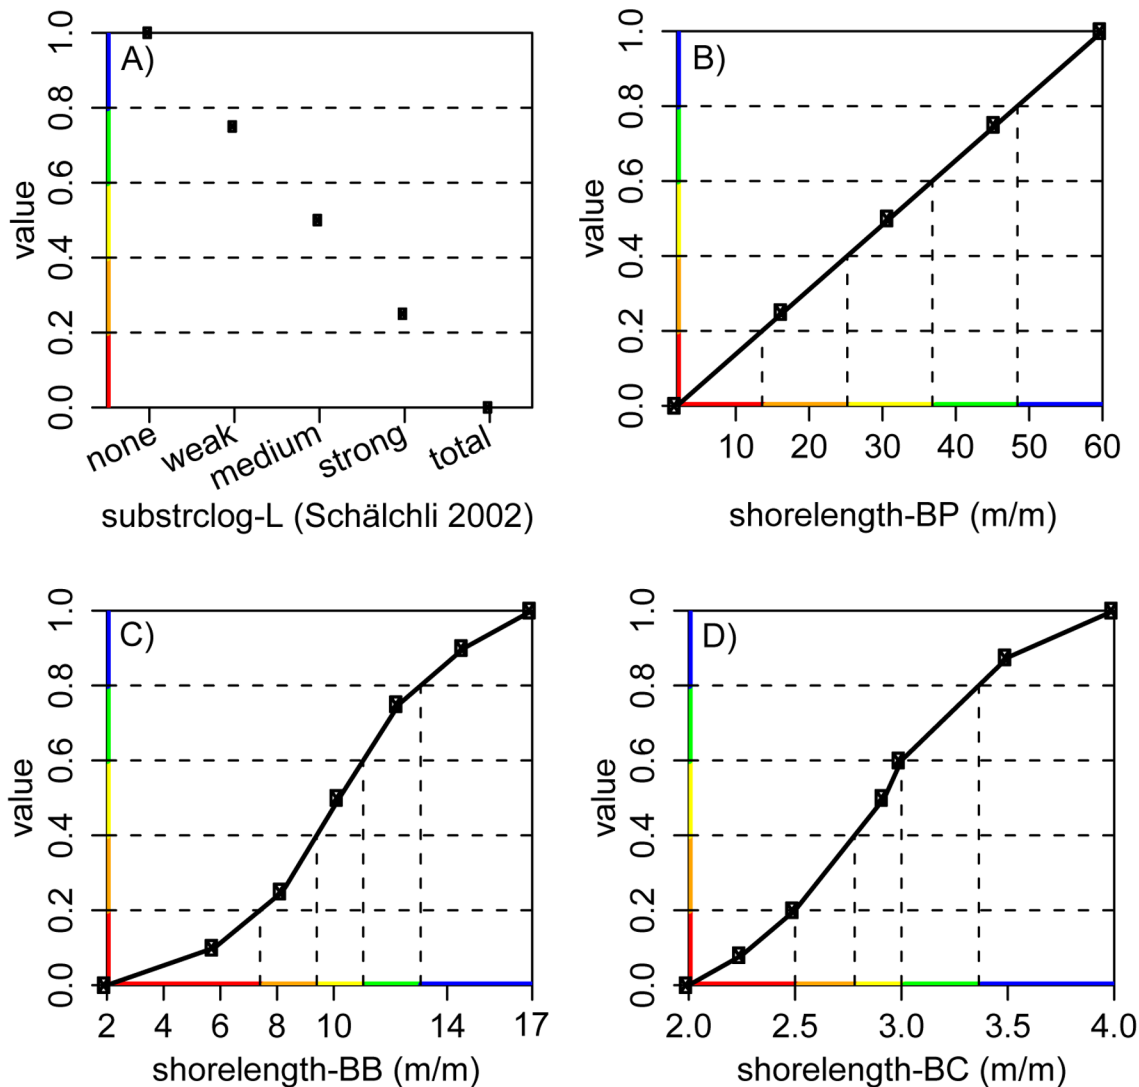 A)
value
0.0 0.2 0.4 0.6 0.8 1.0
none weak medium strong total
substrclog-L (Schälchli 2002)
B)
value
0.0 0.2 0.4 0.6 0.8 1.0
10 20 30 40 50 60
shorelength-BP (m/m)
C)
value
0.0 0.2 0.4 0.6 0.8 1.0
2 4 6 8 10 14 17
shorelength-BB (m/m)
D)
value
0.0 0.2 0.4 0.6 0.8 1.0
2.0 2.5 3.0 3.5 4.0
shorelength-BC (m/m)